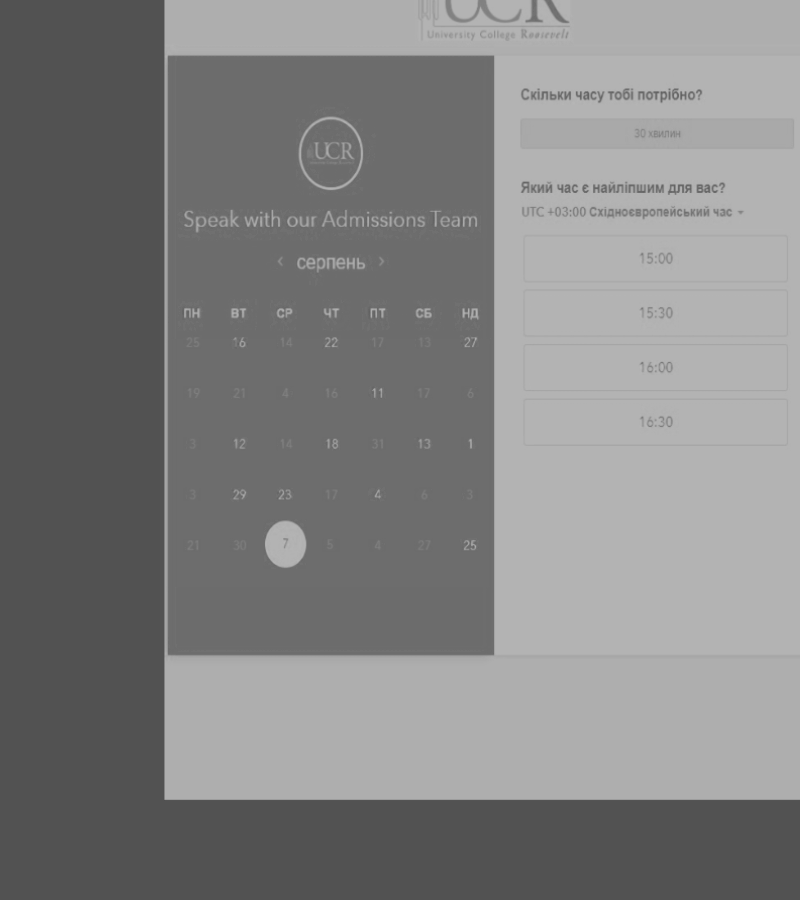 UCR
University College Roosevelt
UCR
Speak with our Admissions Team
‹ серпень ›
ПН ВТ СР ЧТ ПТ СБ НД
25 16 14 22 17 13 27
19 21 4 16 11 17 6
3 12 14 18 31 13 1
3 29 23 17 4 6 3
21 30 7 5 4 27 25
Скільки часу тобі потрібно?
30 хвилин
Який час є найліпшим для вас?
UTC +03:00 Східноєвропейський час
15:00
15:30
16:00
16:30